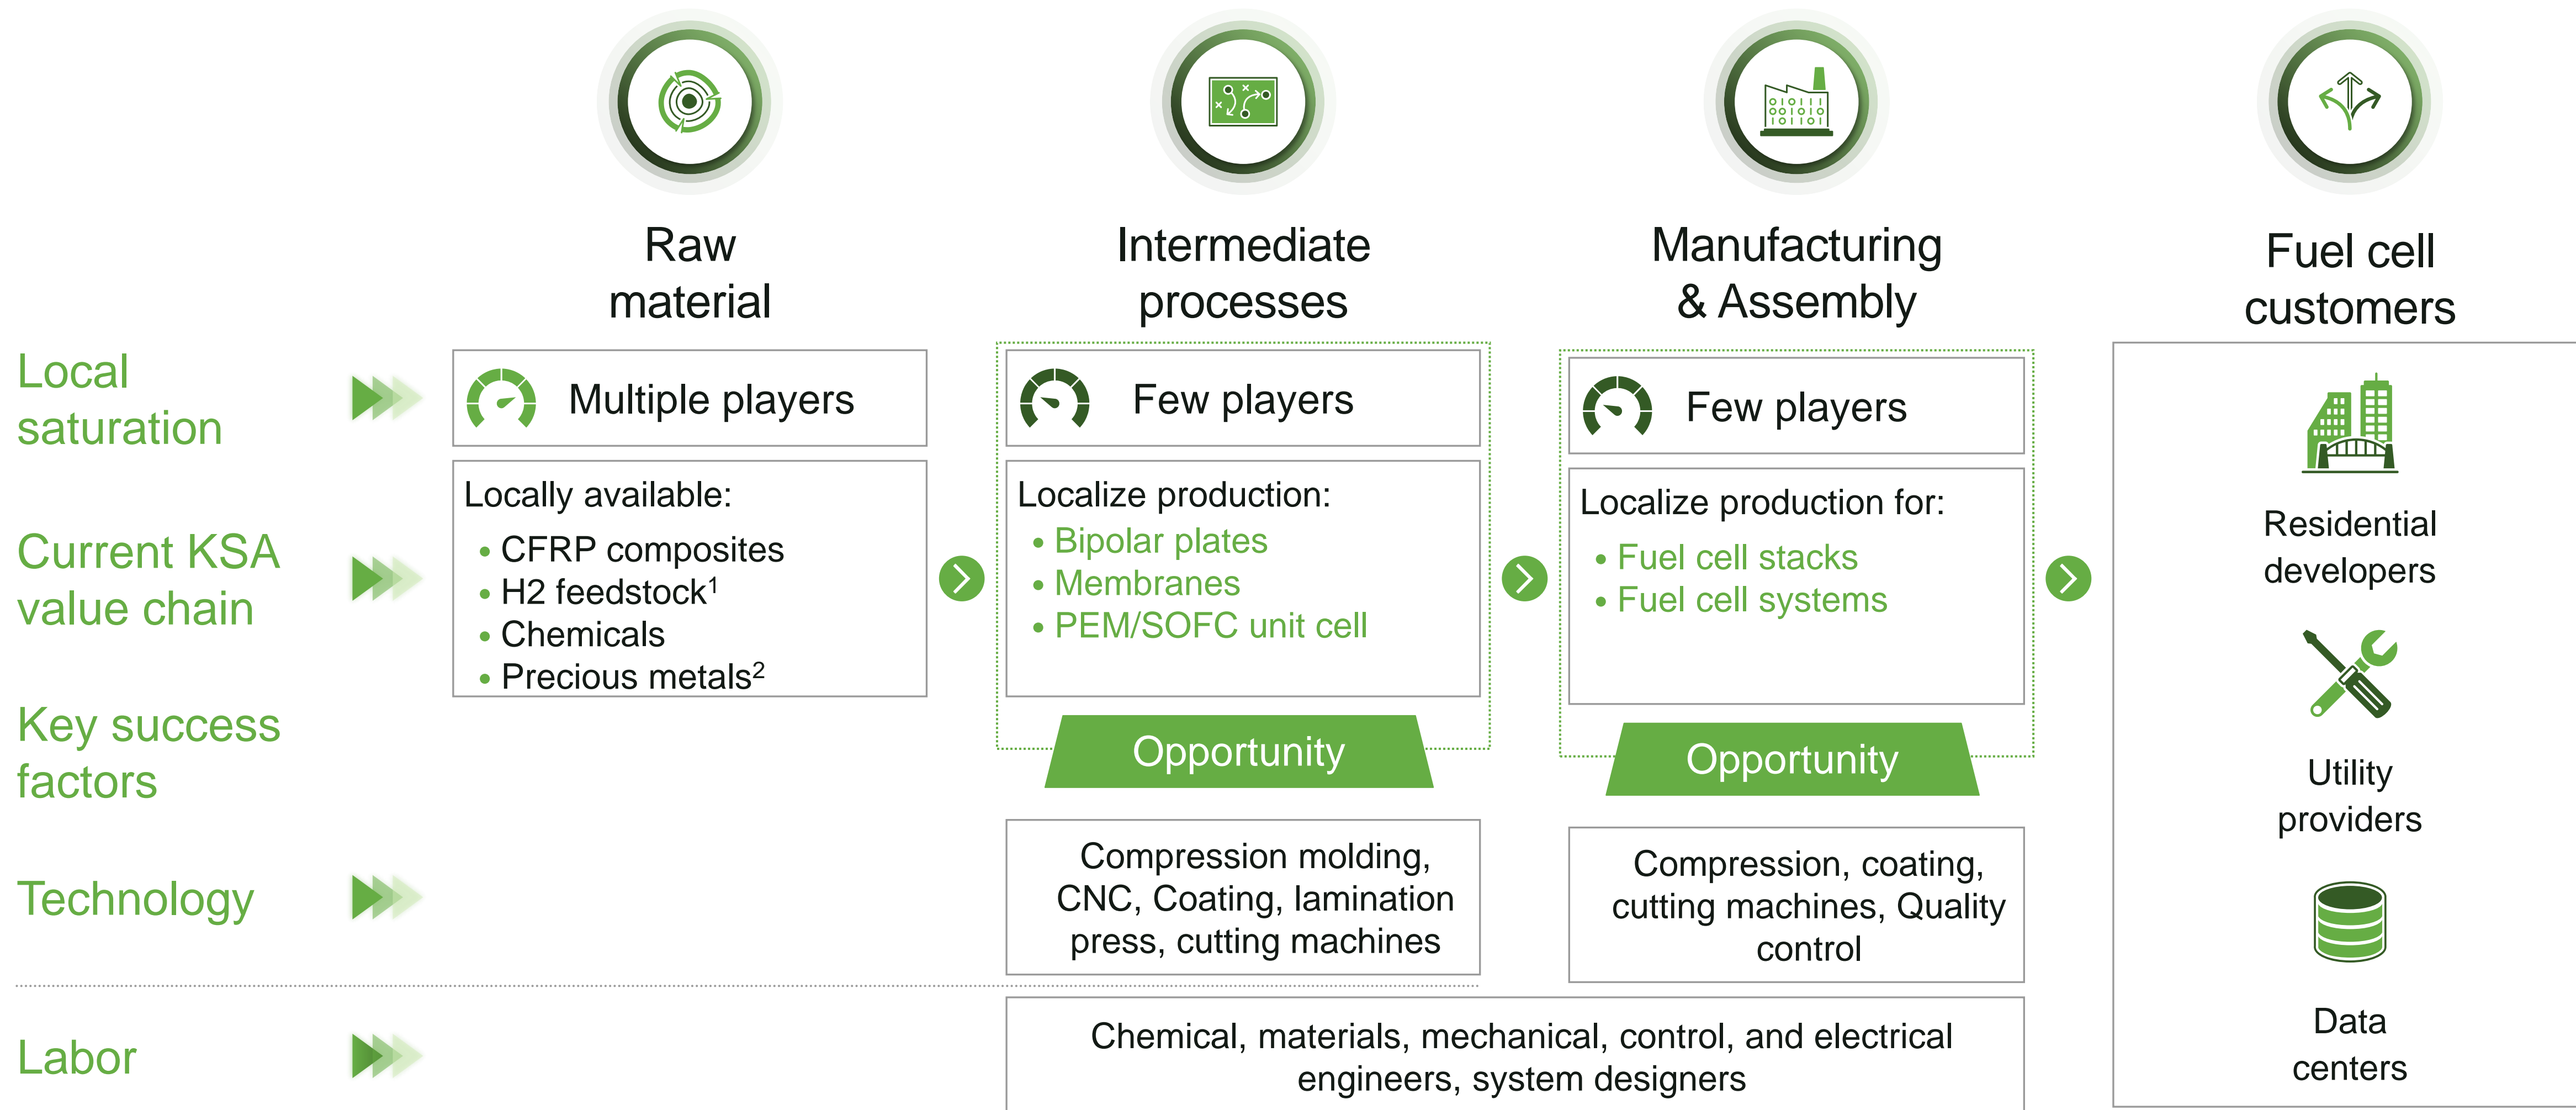 Raw
material
Intermediate
processes
Manufacturing
& Assembly
Fuel cell
customers
Local
saturation
Multiple players
Few players
Few players
Current KSA
value chain
Locally available:
• CFRP composites
• H2 feedstock¹
• Chemicals
• Precious metals²
Localize production:
• Bipolar plates
• Membranes
• PEM/SOFC unit cell
Localize production for:
• Fuel cell stacks
• Fuel cell systems
Residential
developers
Utility
providers
Data
centers
Key success
factors
Opportunity
Opportunity
Technology
Compression molding,
CNC, Coating, lamination
press, cutting machines
Compression, coating,
cutting machines, Quality
control
Labor
Chemical, materials, mechanical, control, and electrical
engineers, system designers